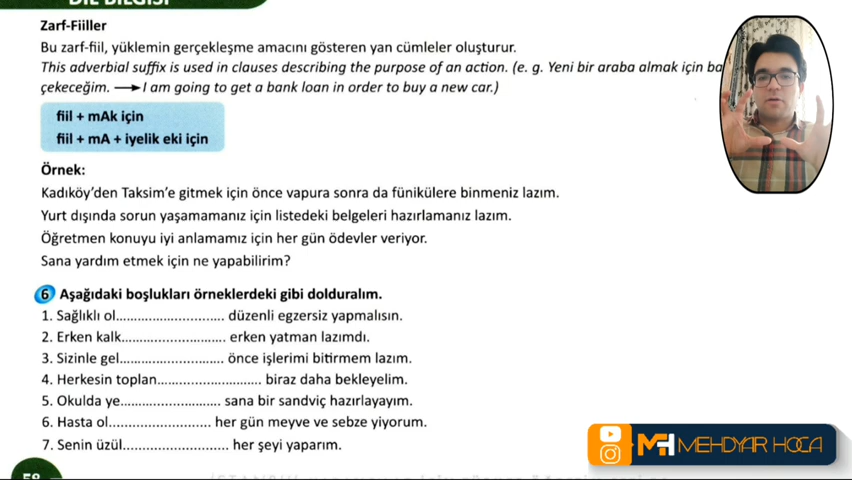 DİL BİLGİSİ
Zarf-Fiiller
Bu zarf-fiil, yüklemin gerçekleşme amacını gösteren yan cümleler oluşturur.
This adverbial suffix is used in clauses describing the purpose of an action. (e. g. Yeni bir araba almak için ba
çekeceğim. → I am going to get a bank loan in order to buy a new car.)
fiil + mAk için
fiil + mA + iyelik eki için
Örnek:
Kadıköy'den Taksim'e gitmek için önce vapura sonra da fünikülere binmeniz lazım.
Yurt dışında sorun yaşamamanız için listedeki belgeleri hazırlamanız lazım.
Öğretmen konuyu iyi anlamamız için her gün ödevler veriyor.
Sana yardım etmek için ne yapabilirim?
6 Aşağıdaki boşlukları örneklerdeki gibi dolduralım.
1. Sağlıklı ol............................ düzenli egzersiz yapmalısın.
2. Erken kalk........................... erken yatman lazımdı.
3. Sizinle gel........................... önce işlerimi bitirmem lazım.
4. Herkesin toplan........................... biraz daha bekleyelim.
5. Okulda ye.......................... sana bir sandviç hazırlayayım.
6. Hasta ol........................... her gün meyve ve sebze yiyorum.
7. Senin üzül............................ her şeyi yaparım.
58
MH MEHDYAR HOCA